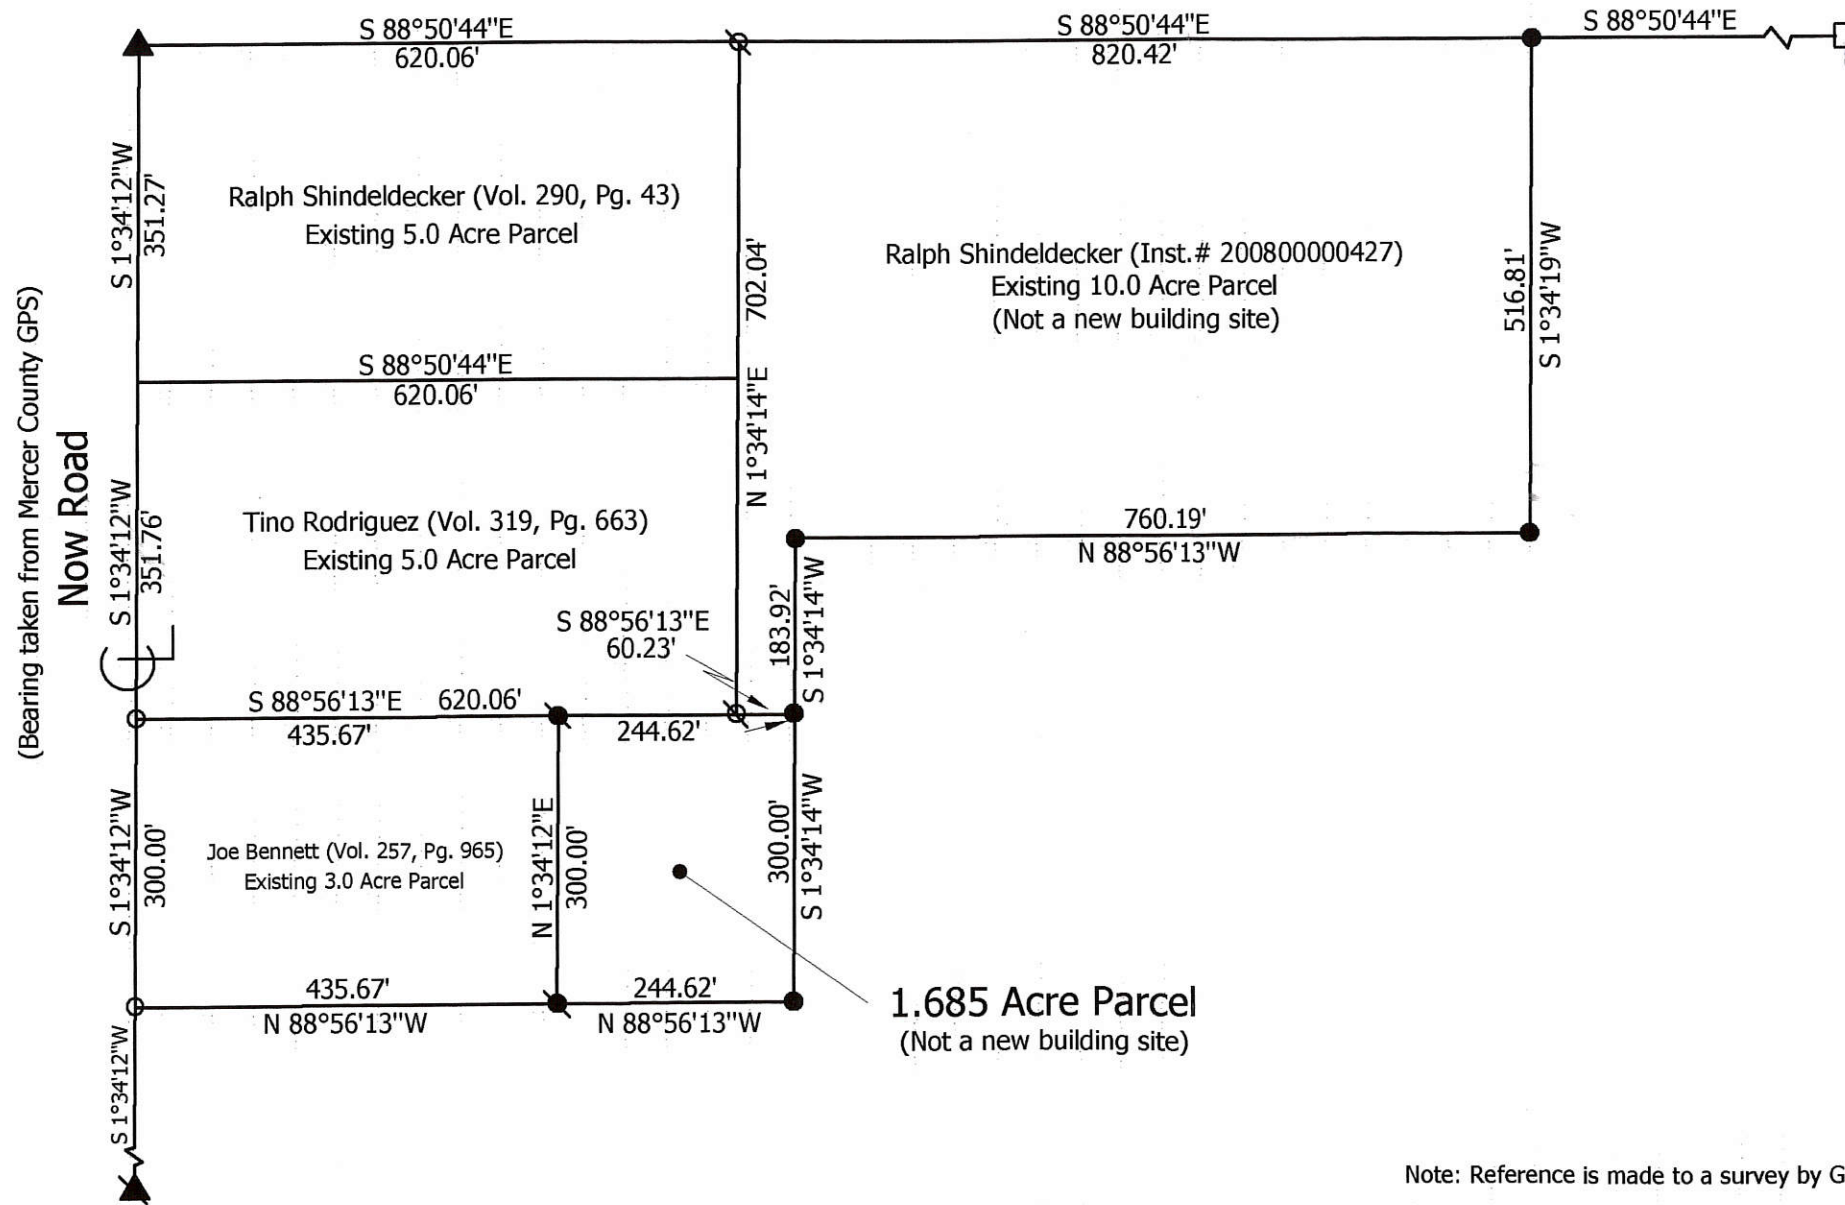 S 88°50'44"E
620.06'
S 88°50'44"E
820.42'
S 88°50'44"E
S 1°34'12"W
351.27'
Ralph Shindeldecker (Vol. 290, Pg. 43)
Existing 5.0 Acre Parcel
702.04'
N 1°34'14"E
Ralph Shindeldecker (Inst.# 200800000427)
Existing 10.0 Acre Parcel
(Not a new building site)
516.81'
S 1°34'19"W
(Bearing taken from Mercer County GPS)
Now Road
S 88°50'44"E
620.06'
S 1°34'12"W
351.76'
Tino Rodriguez (Vol. 319, Pg. 663)
Existing 5.0 Acre Parcel
760.19'
N 88°56'13"W
S 88°56'13"E
60.23'
183.92'
S 1°34'14"W
S 88°56'13"E 620.06'
435.67'
244.62'
S 1°34'12"W
300.00'
Joe Bennett (Vol. 257, Pg. 965)
Existing 3.0 Acre Parcel
N 1°34'12"E
300.00'
300.00'
S 1°34'14"W
435.67'
N 88°56'13"W
244.62'
N 88°56'13"W
1.685 Acre Parcel
(Not a new building site)
S 1°34'12"W
Note: Reference is made to a survey by G